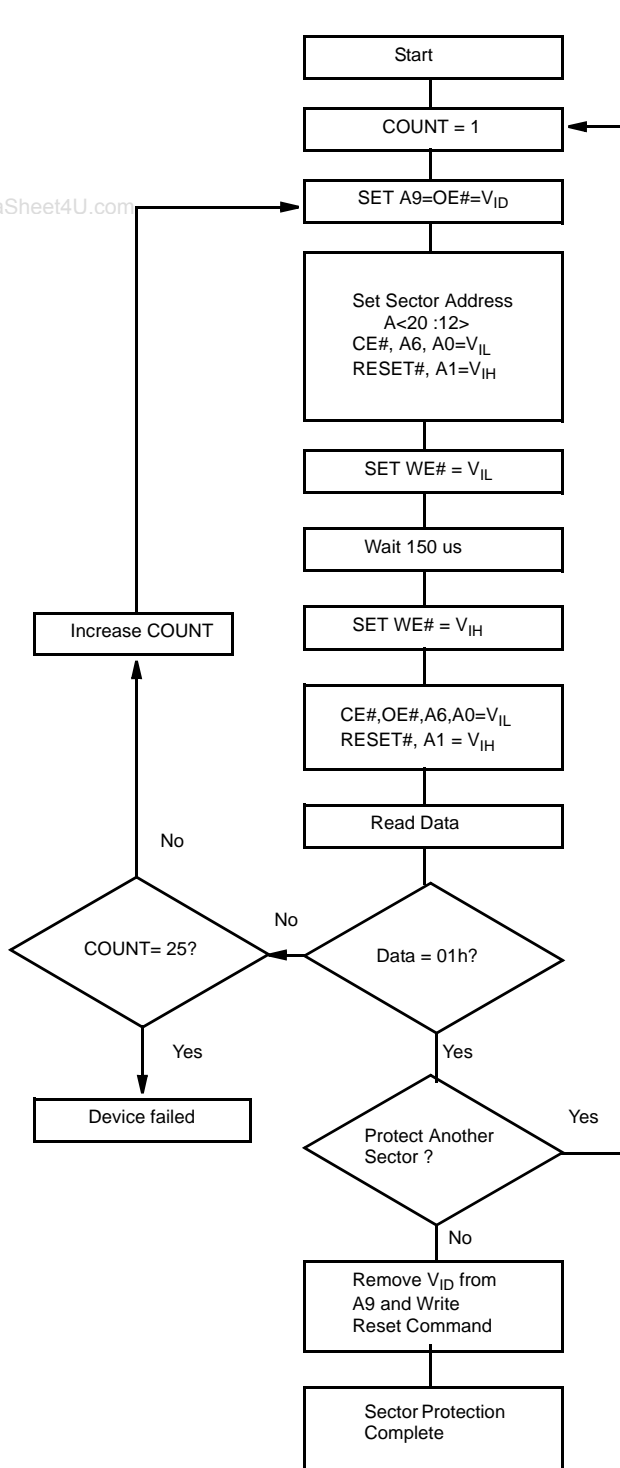 Start
COUNT = 1
aSheet4U.com
SET A9=OE#=VID
Set Sector Address
A<20 :12>
CE#, A6, A0=VIL
RESET#, A1=VIH
SET WE# = VIL
Wait 150 us
Increase COUNT
SET WE# = VIH
CE#,OE#,A6,A0=VIL
RESET#, A1 = VIH
Read Data
No
No
COUNT= 25?
Data = 01h?
Yes
Yes
Device failed
Protect Another
Sector ?
Yes
No
Remove VID from
A9 and Write
Reset Command
Sector Protection
Complete